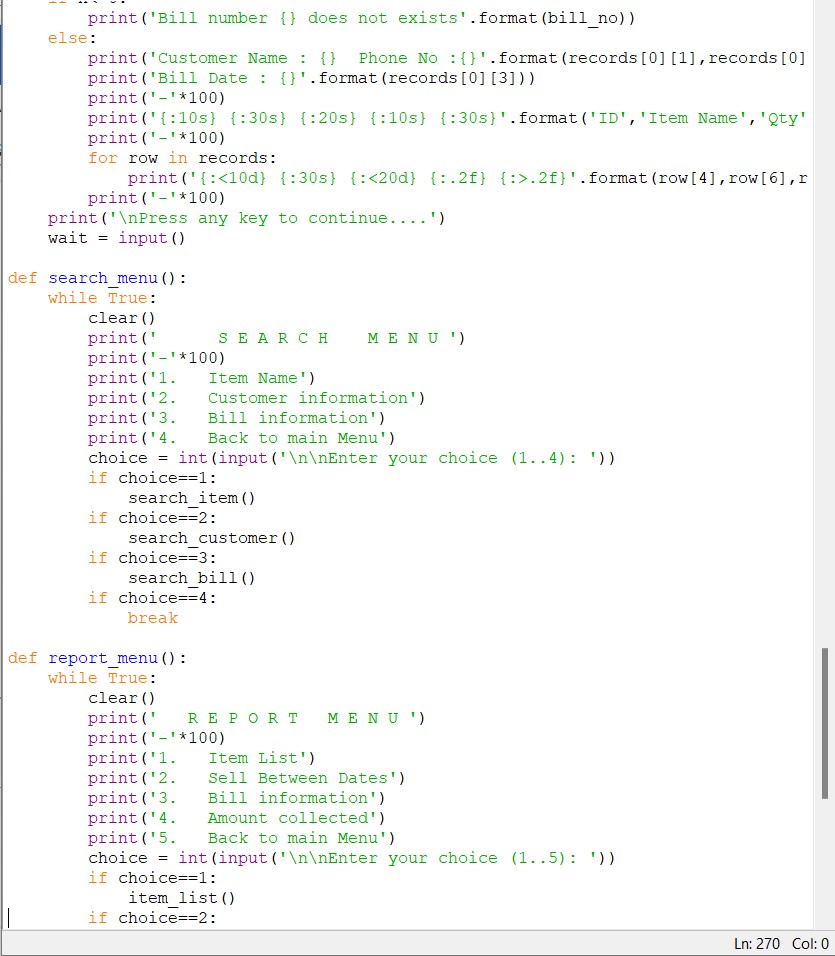 print('Bill number {} does not exists'.format(bill_no))
    else:
        print('Customer Name : {}  Phone No :{}'.format(records[0][1],records[0]
        print('Bill Date : {}'.format(records[0][3]))
        print('-'*100)
        print('{:10s} {:30s} {:20s} {:10s} {:30s}'.format('ID','Item Name','Qty'
        print('-'*100)
        for row in records:
            print('{:<10d} {:30s} {:<20d} {:.2f} {:>.2f}'.format(row[4],row[6],r
        print('-'*100)
    print('\nPress any key to continue....')
    wait = input()

def search_menu():
    while True:
        clear()
        print('      S E A R C H    M E N U ')
        print('-'*100)
        print('1.   Item Name')
        print('2.   Customer information')
        print('3.   Bill information')
        print('4.   Back to main Menu')
        choice = int(input('\n\nEnter your choice (1..4): '))
        if choice==1:
            search_item()
        if choice==2:
            search_customer()
        if choice==3:
            search_bill()
        if choice==4:
            break

def report_menu():
    while True:
        clear()
        print('   R E P O R T   M E N U ')
        print('-'*100)
        print('1.   Item List')
        print('2.   Sell Between Dates')
        print('3.   Bill information')
        print('4.   Amount collected')
        print('5.   Back to main Menu')
        choice = int(input('\n\nEnter your choice (1..5): '))
        if choice==1:
            item_list()
        if choice==2:
Ln: 270  Col: 0